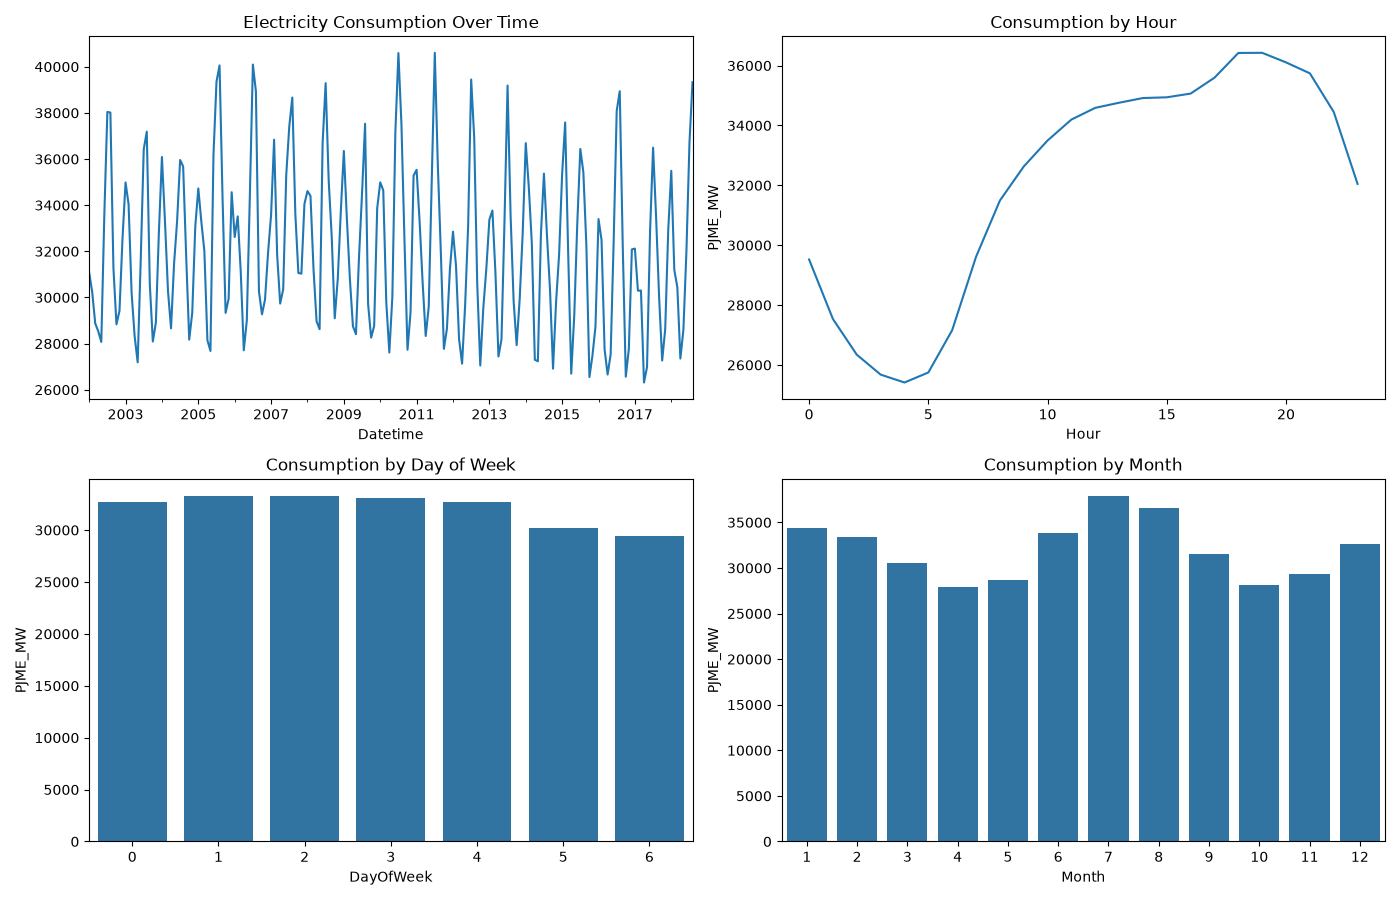 Electricity Consumption Over Time
40000
38000
36000
34000
32000
30000
28000
26000
2003 2005 2007 2009 2011 2013 2015 2017
Datetime
Consumption by Hour
PJME_MW
36000
34000
32000
30000
28000
26000
0 5 10 15 20
Hour
Consumption by Day of Week
PJME_MW
30000
25000
20000
15000
10000
5000
0
0 1 2 3 4 5 6
DayOfWeek
Consumption by Month
PJME_MW
35000
30000
25000
20000
15000
10000
5000
0
1 2 3 4 5 6 7 8 9 10 11 12
Month